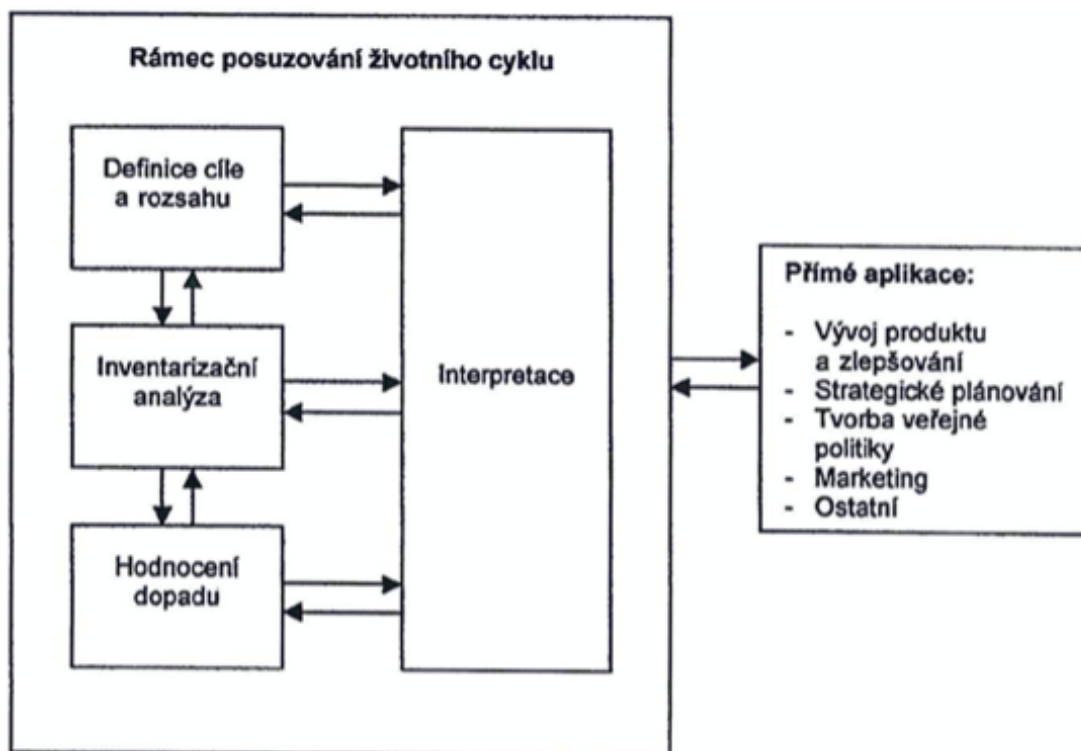 Rámec posuzování životního cyklu
Definice cíle
a rozsahu
Inventarizační
analýza
Hodnocení
dopadu
Interpretace
Přímé aplikace:
- Vývoj produktu
a zlepšování
- Strategické plánování
- Tvorba veřejné
politiky
- Marketing
- Ostatní